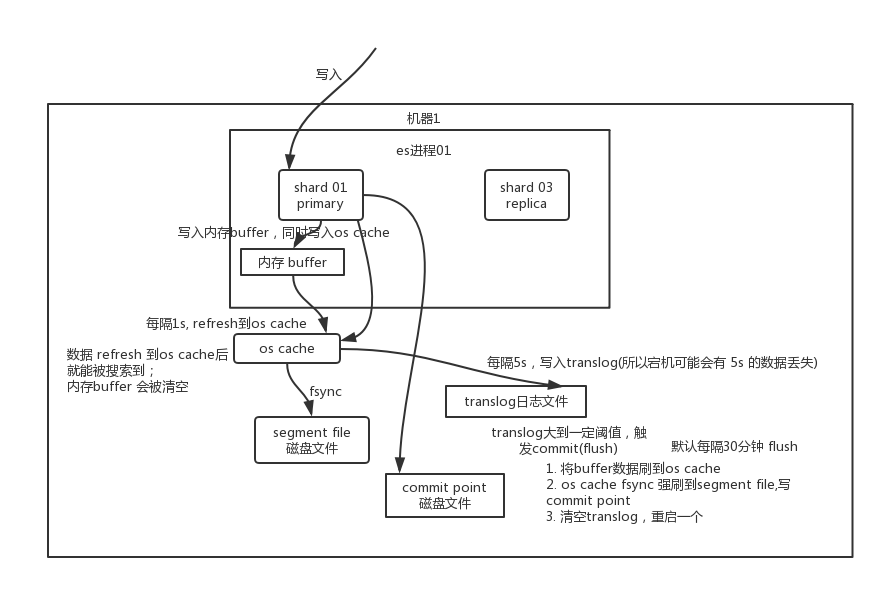 写入
机器1
es进程01
shard 01
primary
shard 03
replica
写入内存buffer，同时写入os cache
内存 buffer
每隔1s, refresh到os cache
os cache
数据 refresh 到os cache后
就能被搜索到；
内存buffer 会被清空
每隔5s，写入translog(所以宕机可能会有 5s 的数据丢失)
fsync
translog日志文件
segment file
磁盘文件
translog大到一定阈值，触
发commit(flush)
默认每隔30分钟 flush
1. 将buffer数据刷到os cache
2. os cache fsync 强刷到segment file,写
commit point
3. 清空translog，重启一个
commit point
磁盘文件